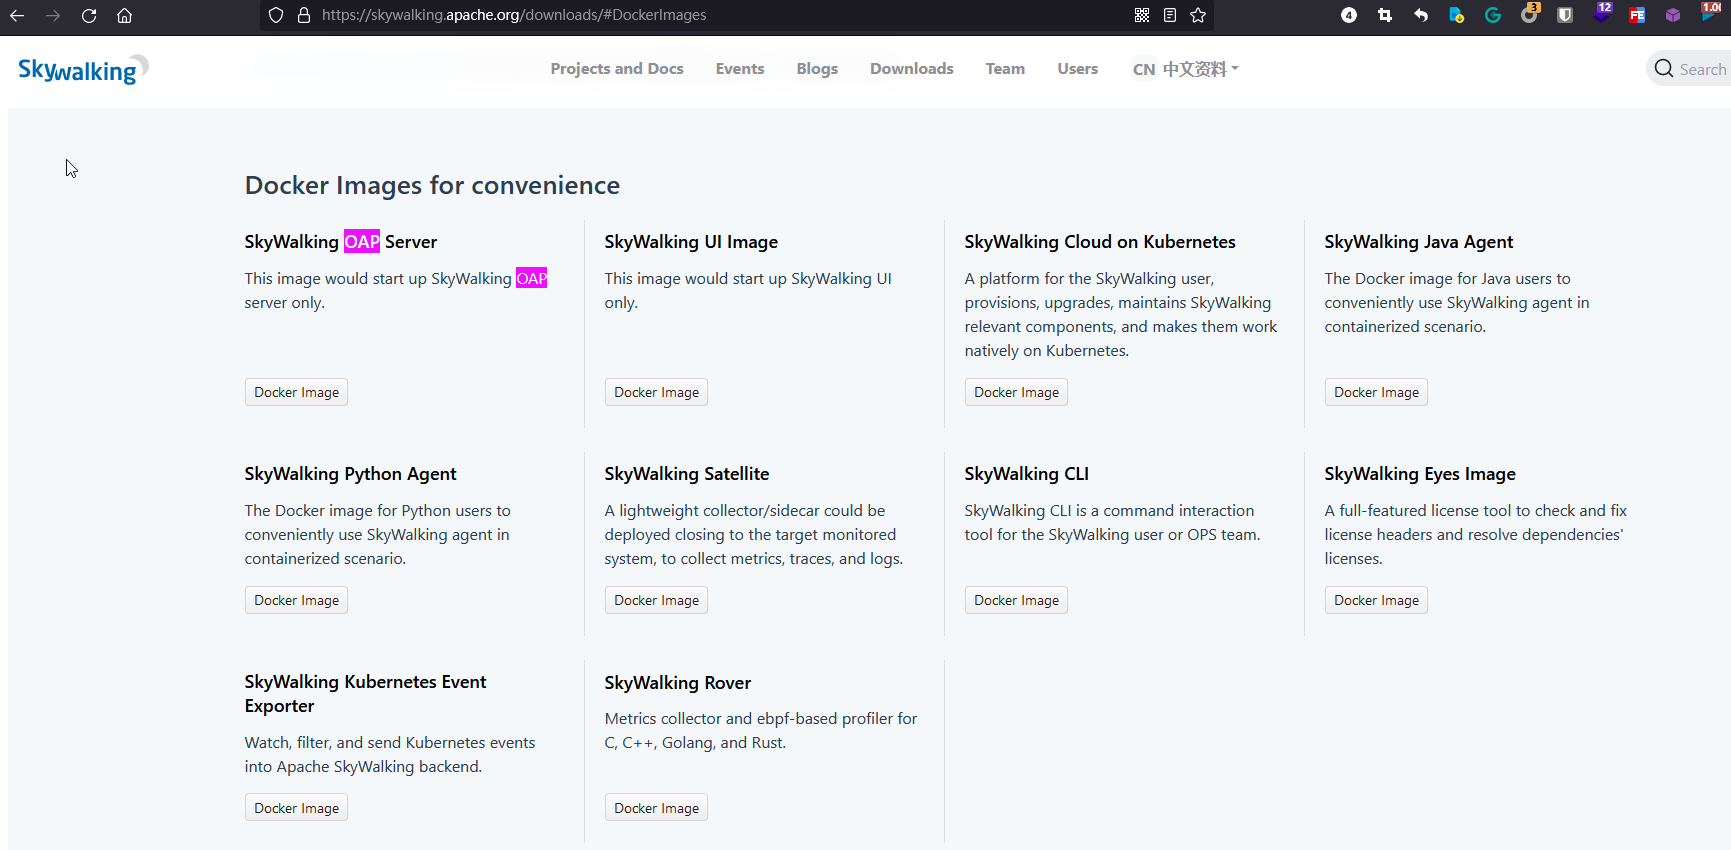 https://skywalking.apache.org/downloads/#DockerImages
4
3
12
FE
1.0
Skywalking
Projects and Docs
Events
Blogs
Downloads
Team
Users
CN 中文资料
Search
Docker Images for convenience
SkyWalking OAP Server
This image would start up SkyWalking OAP
server only.
Docker Image
SkyWalking UI Image
This image would start up SkyWalking UI
only.
Docker Image
SkyWalking Cloud on Kubernetes
A platform for the SkyWalking user,
provisions, upgrades, maintains SkyWalking
relevant components, and makes them work
natively on Kubernetes.
Docker Image
SkyWalking Java Agent
The Docker image for Java users to
conveniently use SkyWalking agent in
containerized scenario.
Docker Image
SkyWalking Python Agent
The Docker image for Python users to
conveniently use SkyWalking agent in
containerized scenario.
Docker Image
SkyWalking Satellite
A lightweight collector/sidecar could be
deployed closing to the target monitored
system, to collect metrics, traces, and logs.
Docker Image
SkyWalking CLI
SkyWalking CLI is a command interaction
tool for the SkyWalking user or OPS team.
Docker Image
SkyWalking Eyes Image
A full-featured license tool to check and fix
license headers and resolve dependencies'
licenses.
Docker Image
SkyWalking Kubernetes Event
Exporter
Watch, filter, and send Kubernetes events
into Apache SkyWalking backend.
Docker Image
SkyWalking Rover
Metrics collector and ebpf-based profiler for
C, C++, Golang, and Rust.
Docker Image